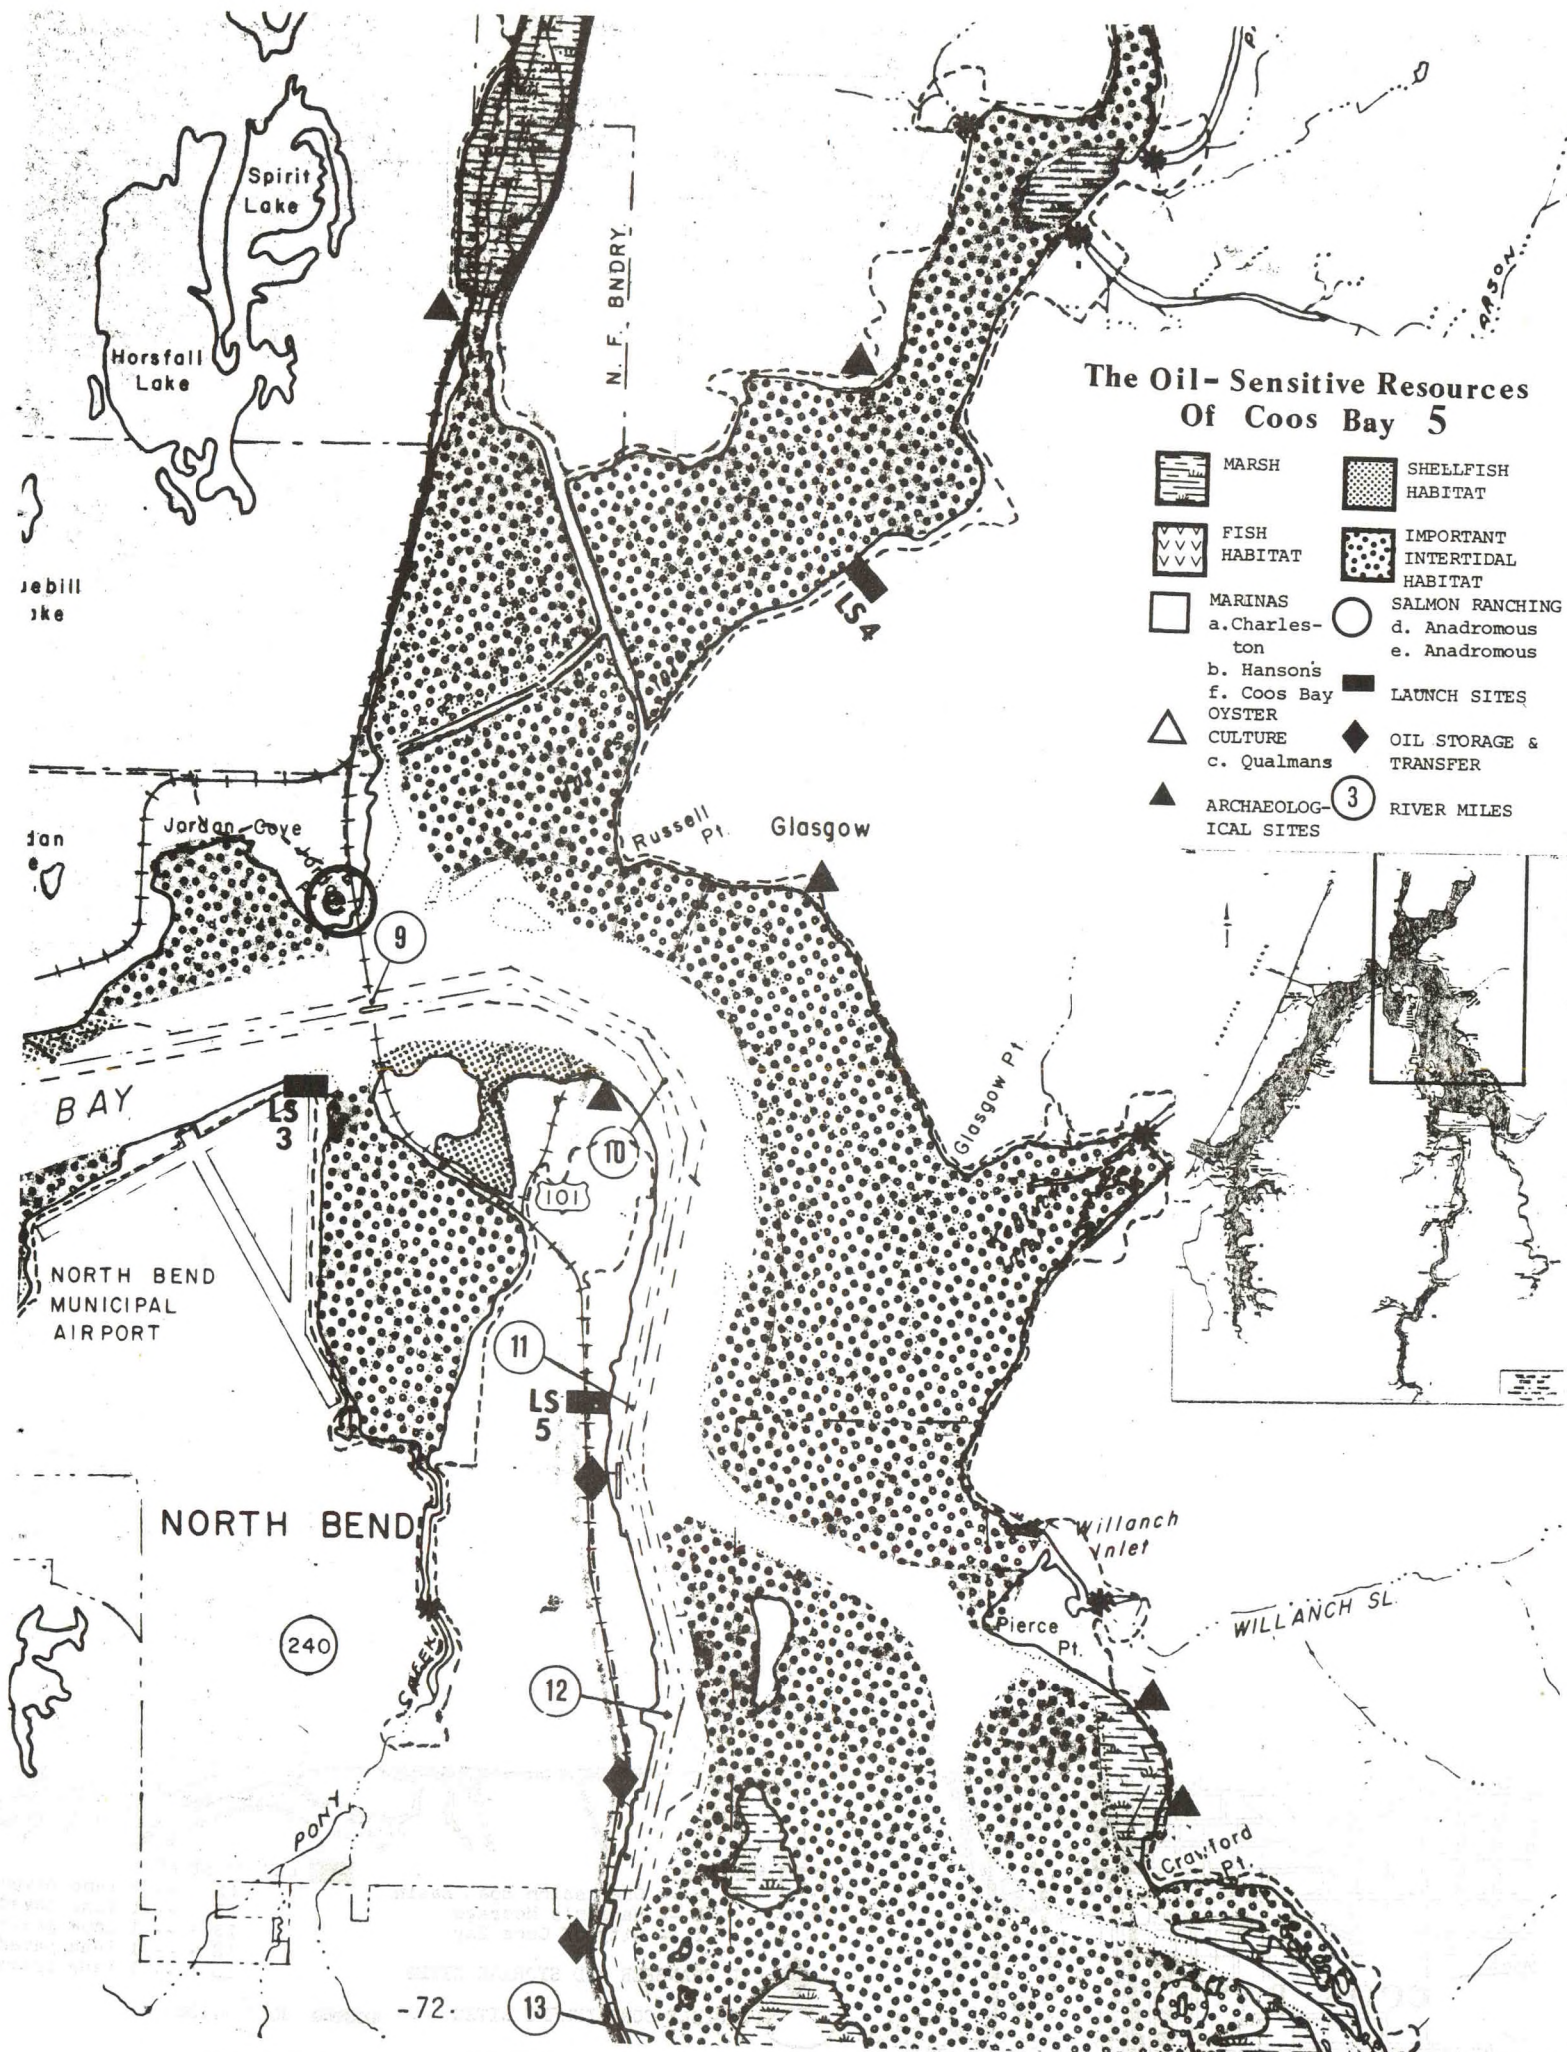 Spirit
Lake
Horsfall
Lake
N. F. BNDRY.
ARSON
The Oil-Sensitive Resources
Of Coos Bay 5
MARSH
SHELLFISH
HABITAT
FISH
HABITAT
IMPORTANT
INTERTIDAL
HABITAT
MARINAS
a.Charles-
ton
b. Hanson's
f. Coos Bay
SALMON RANCHING
d. Anadromous
e. Anadromous
LAUNCH SITES
OYSTER
CULTURE
c. Qualmans
OIL STORAGE &
TRANSFER
ARCHAEOLOG-
ICAL SITES
3
RIVER MILES
LS4
Jordan Cove
Russell
Pt.
Glasgow
e
9
BAY
LS
3
10
101
Glasgow Pt.
NORTH BEND
MUNICIPAL
AIRPORT
11
LS
5
NORTH BEND
Willanch
Inlet
WILLANCH SL.
Pierce
Pt.
240
CREEK
12
PONY
Crawford
Pt.
-72-
13